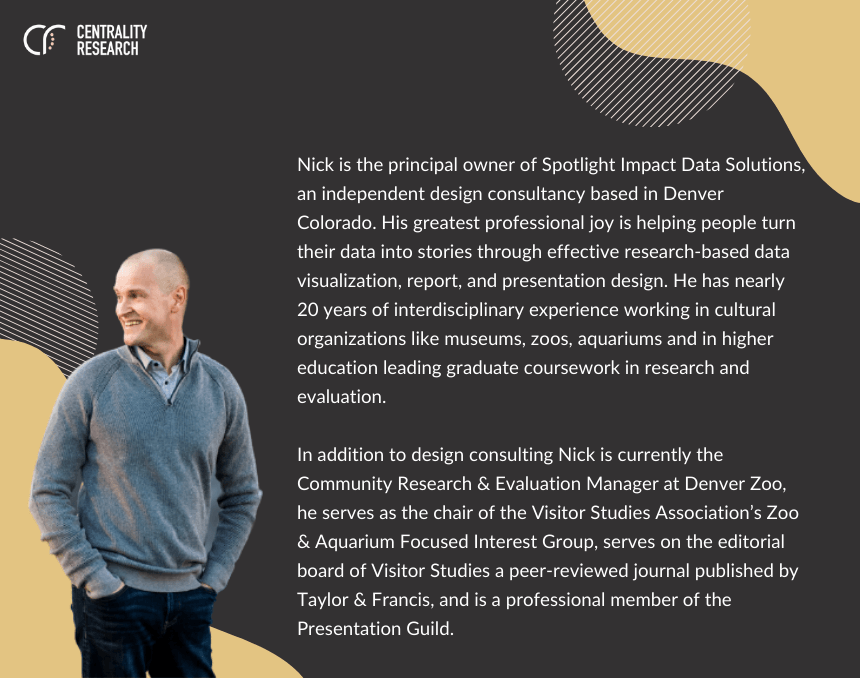 CENTRALITY
RESEARCH
Nick is the principal owner of Spotlight Impact Data Solutions,
an independent design consultancy based in Denver
Colorado. His greatest professional joy is helping people turn
their data into stories through effective research-based data
visualization, report, and presentation design. He has nearly
20 years of interdisciplinary experience working in cultural
organizations like museums, zoos, aquariums and in higher
education leading graduate coursework in research and
evaluation.
In addition to design consulting Nick is currently the
Community Research & Evaluation Manager at Denver Zoo,
he serves as the chair of the Visitor Studies Association’s Zoo
& Aquarium Focused Interest Group, serves on the editorial
board of Visitor Studies a peer-reviewed journal published by
Taylor & Francis, and is a professional member of the
Presentation Guild.